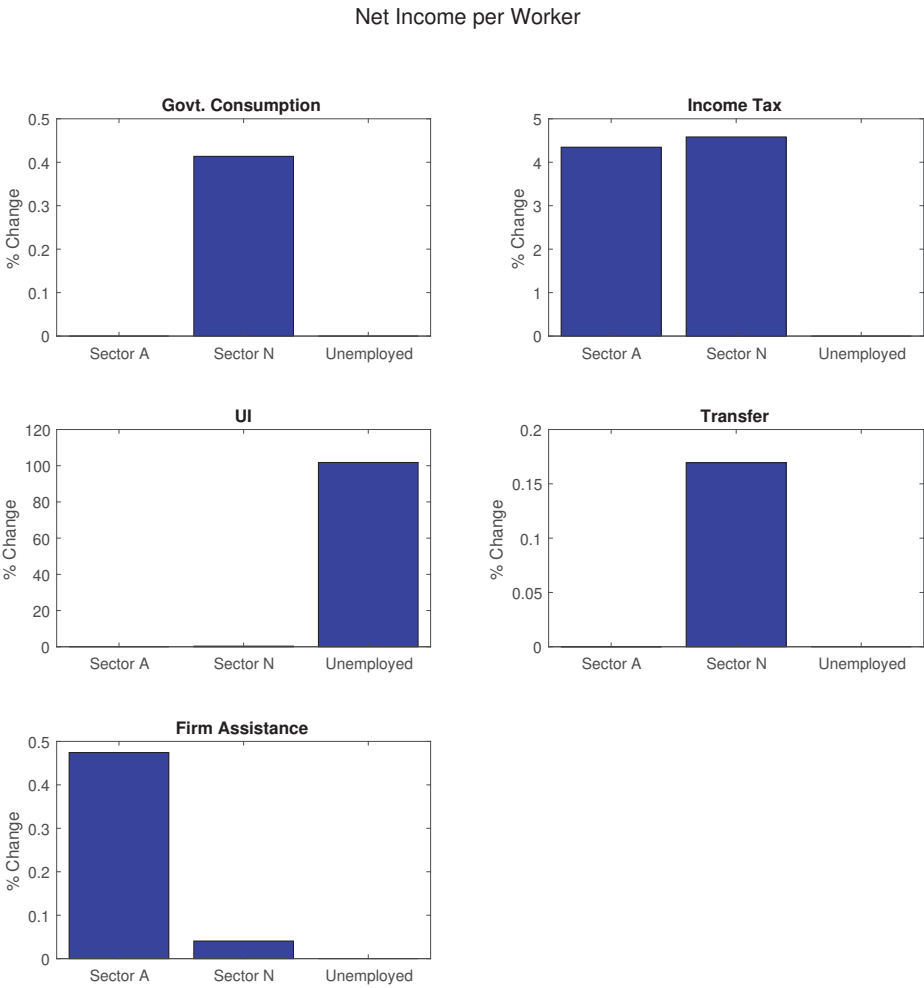 Net Income per Worker
Govt. Consumption
0.5
0.4
0.3
0.2
0.1
0
% Change
Sector A Sector N Unemployed
Income Tax
5
4
3
2
1
0
% Change
Sector A Sector N Unemployed
UI
120
100
80
60
40
20
0
% Change
Sector A Sector N Unemployed
Transfer
0.2
0.15
0.1
0.05
0
% Change
Sector A Sector N Unemployed
Firm Assistance
0.5
0.4
0.3
0.2
0.1
0
% Change
Sector A Sector N Unemployed